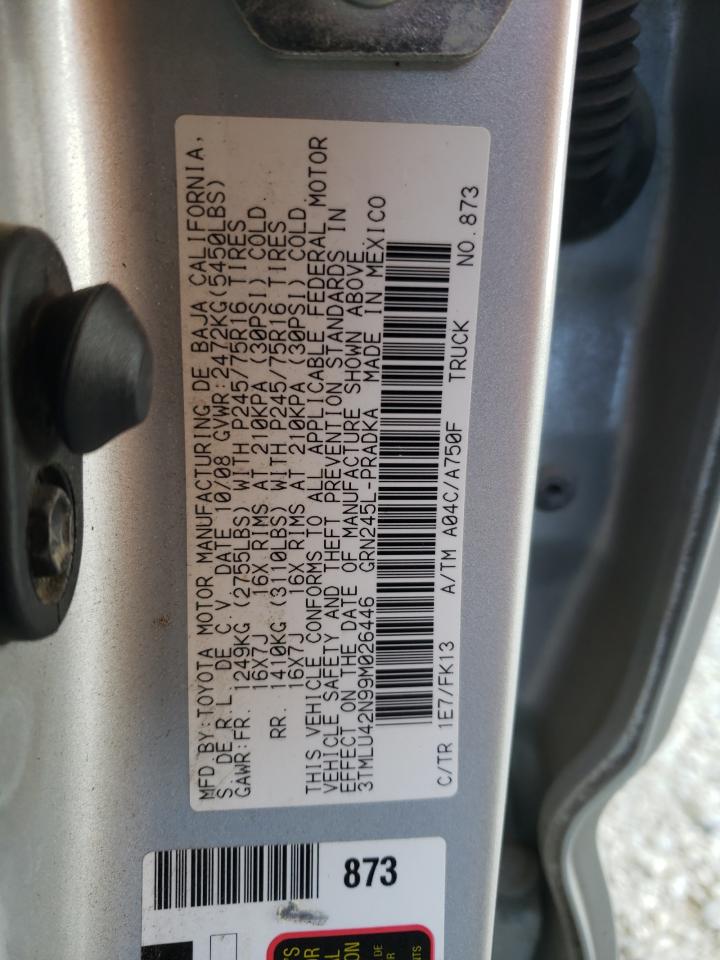 MFD.BY:TOYOTA MOTOR MANUFACTURING DE BAJA CALIFORNIA,
S. DE R.L. DE C.V. DATE 10/08 GVWR:2472KG(5450LBS)
GAWR:FR. 1249KG (2755LBS) WITH P245/75R16 TIRES
16X7J 16X RIMS AT 210KPA (30PSI) COLD.
RR. 1410KG (3110LBS) WITH P245/75R16 TIRES
16X7J 16X RIMS AT 210KPA (30PSI) COLD.
THIS VEHICLE CONFORMS TO ALL APPLICABLE FEDERAL MOTOR
VEHICLE SAFETY AND THEFT PREVENTION STANDARDS IN
EFFECT ON THE DATE OF MANUFACTURE SHOWN ABOVE.
3TMLU42N99M026446 GRN245L-PRADKA MADE IN MEXICO
C/TR 1E7/FK13 A/TM A04C/A750F TRUCK NO.873
873